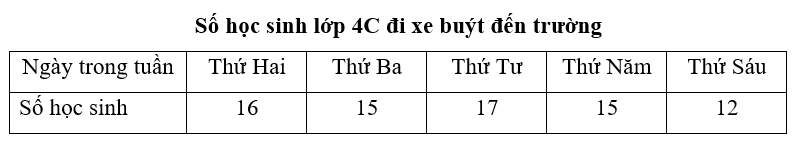 Số học sinh lớp 4C đi xe buýt đến trường
Ngày trong tuần Thứ Hai Thứ Ba Thứ Tư Thứ Năm Thứ Sáu
Số học sinh 16 15 17 15 12